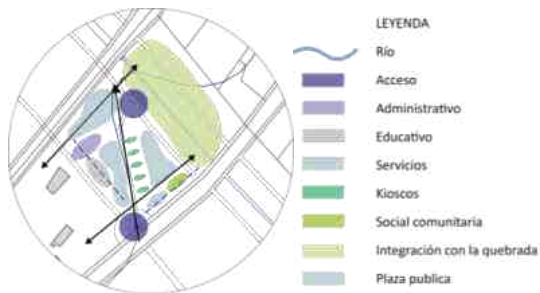 LEYENDA
Río
Acceso
Administrativo
Educativo
Servicios
Kioscos
Social comunitaria
Integración con la quebrada
Plaza publica